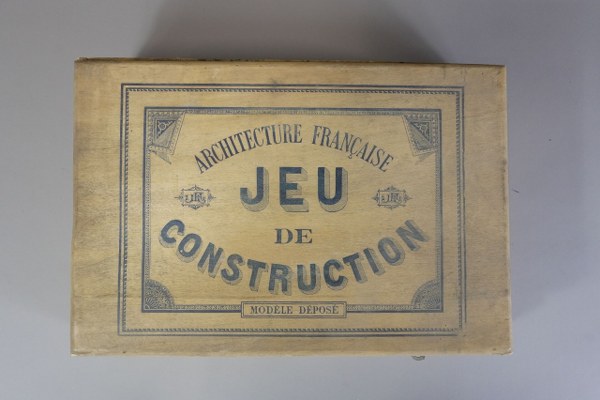 ARCHITECTURE FRANÇAISE
JEU
DE
CONSTRUCTION
MODÈLE DÉPOSÉ